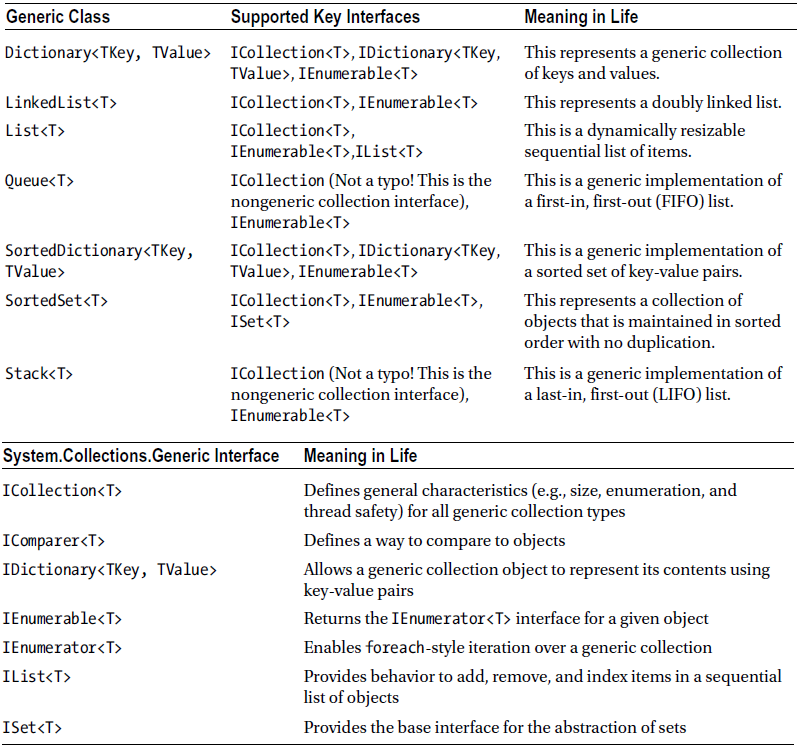 Generic Class Supported Key Interfaces Meaning in Life
Dictionary<TKey, TValue> ICollection<T>, IDictionary<TKey, This represents a generic collection
TValue>, IEnumerable<T> of keys and values.
LinkedList<T> ICollection<T>, IEnumerable<T> This represents a doubly linked list.
List<T> ICollection<T>, This is a dynamically resizable
IEnumerable<T>,IList<T> sequential list of items.
Queue<T> ICollection (Not a typo! This is the This is a generic implementation of
nongeneric collection interface), a first-in, first-out (FIFO) list.
IEnumerable<T>
SortedDictionary<TKey, ICollection<T>, IDictionary<TKey, This is a generic implementation of
TValue> TValue>, IEnumerable<T> a sorted set of key-value pairs.
SortedSet<T> ICollection<T>, IEnumerable<T>, This represents a collection of
ISet<T> objects that is maintained in sorted
order with no duplication.
Stack<T> ICollection (Not a typo! This is the This is a generic implementation of
nongeneric collection interface), a last-in, first-out (LIFO) list.
IEnumerable<T>
System.Collections.Generic Interface Meaning in Life
ICollection<T> Defines general characteristics (e.g., size, enumeration, and
thread safety) for all generic collection types
IComparer<T> Defines a way to compare to objects
IDictionary<TKey, TValue> Allows a generic collection object to represent its contents using
key-value pairs
IEnumerable<T> Returns the IEnumerator<T> interface for a given object
IEnumerator<T> Enables foreach-style iteration over a generic collection
IList<T> Provides behavior to add, remove, and index items in a sequential
list of objects
ISet<T> Provides the base interface for the abstraction of sets